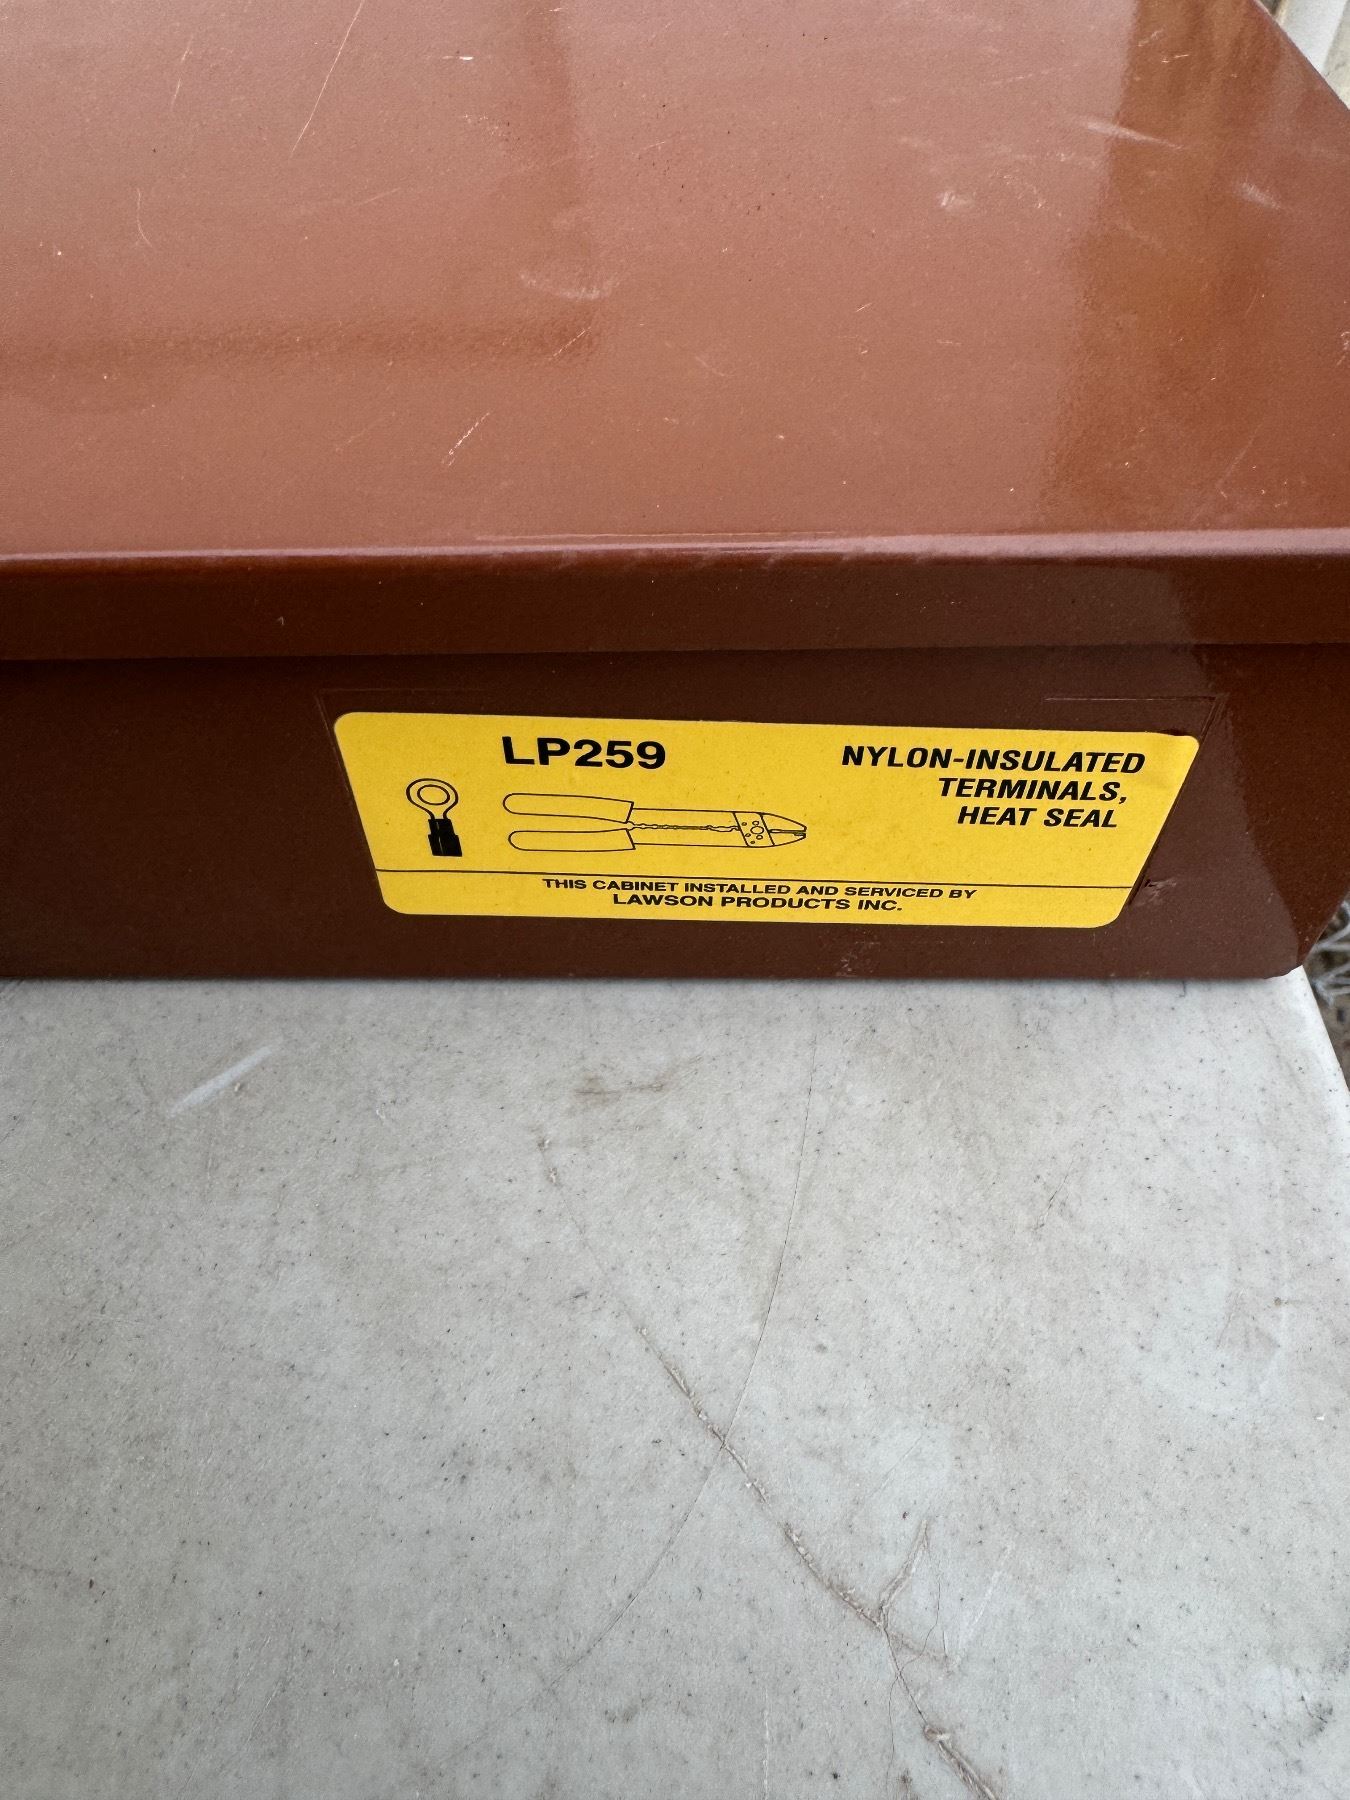 LP259
NYLON-INSULATED
TERMINALS,
HEAT SEAL
THIS CABINET INSTALLED AND SERVICED BY
LAWSON PRODUCTS INC.